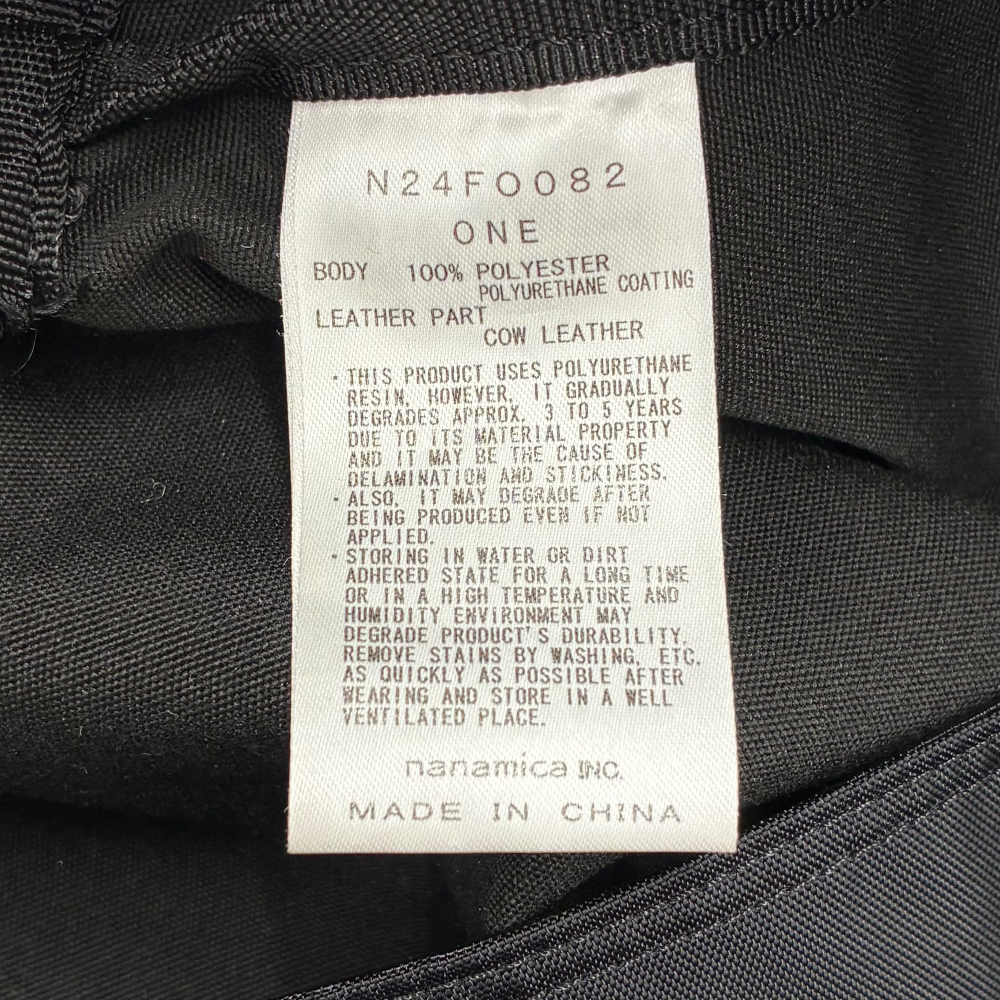 N24FO082
ONE
BODY 100% POLYESTER
POLYURETHANE COATING
LEATHER PART
COW LEATHER
・THIS PRODUCT USES POLYURETHANE
RESIN. HOWEVER, IT GRADUALLY
DEGRADES APPROX. 3 TO 5 YEARS
DUE TO ITS MATERIAL PROPERTY
AND IT MAY BE THE CAUSE OF
DELAMINATION AND STICKINESS.
・ALSO, IT MAY DEGRADE AFTER
BEING PRODUCED EVEN IF NOT
APPLIED.
・STORING IN WATER OR DIRT
ADHERED STATE FOR A LONG TIME
OR IN A HIGH TEMPERATURE AND
HUMIDITY ENVIRONMENT MAY
DEGRADE PRODUCT'S DURABILITY.
REMOVE STAINS BY WASHING, ETC.
AS QUICKLY AS POSSIBLE AFTER
WEARING AND STORE IN A WELL
VENTILATED PLACE.
nanamica INC.
MADE IN CHINA